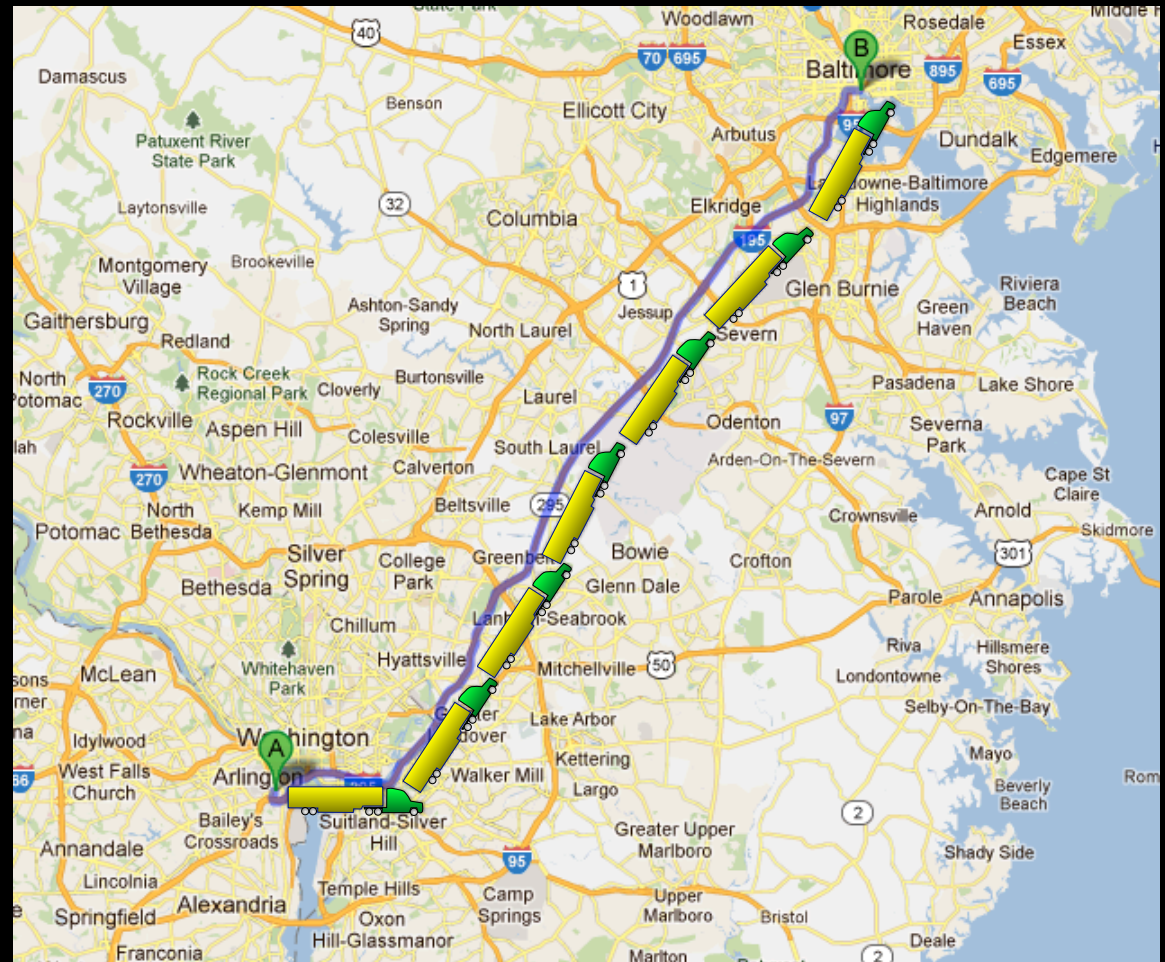 State Park
Woodlawn
Rosedale
Middle
40
Essex
B
Damascus
70
695
Baltimore
895
695
Benson
Ellicott City
95
Patuxent River
State Park
Arbutus
Dundalk
Edgemere
Laytonsville
32
Elkridge
Highlands
Columbia
195
Montgomery
Village
Brookeville
1
Glen Burnie
Riviera
Beach
Ashton-Sandy
Spring
Jessup
Green
Haven
Gaithersburg
North Laurel
Severn
Redland
North
Potomac
270
Rock Creek
Regional Park
Cloverly
Burtonsville
Pasadena
Lake Shore
Laurel
Rockville
Aspen Hill
Odenton
97
Severna
Park
Colesville
South Laurel
270
Wheaton-Glenmont
Calverton
Arden-On-The-Severn
Cape St
Claire
North
Bethesda
Kemp Mill
Beltsville
295
Crownsville
Arnold
Potomac
Skidmore
Silver
Spring
College
Park
Bowie
Crofton
301
Bethesda
Glenn Dale
Parole
Annapolis
Chillum
Seabrook
Whitehaven
Park
Hyattsville
Mitchellville
50
Riva
Hillsmere
Shores
McLean
Londontowne
Selby-On-The-Bay
Lake Arbor
Idylwood
Washington
A
Mayo
66
West Falls
Church
Arlington
Kettering
Walker Mill
Largo
Beverly
Beach
Bailey's
Crossroads
Suitland-Silver
Hill
2
Annandale
95
Greater Upper
Marlboro
Shady Side
Lincolnia
Temple Hills
Camp
Springs
Upper
Marlboro
Springfield
Alexandria
Oxon
Hill-Glassmanor
Bristol
Franconia
Marlton
2
Deale